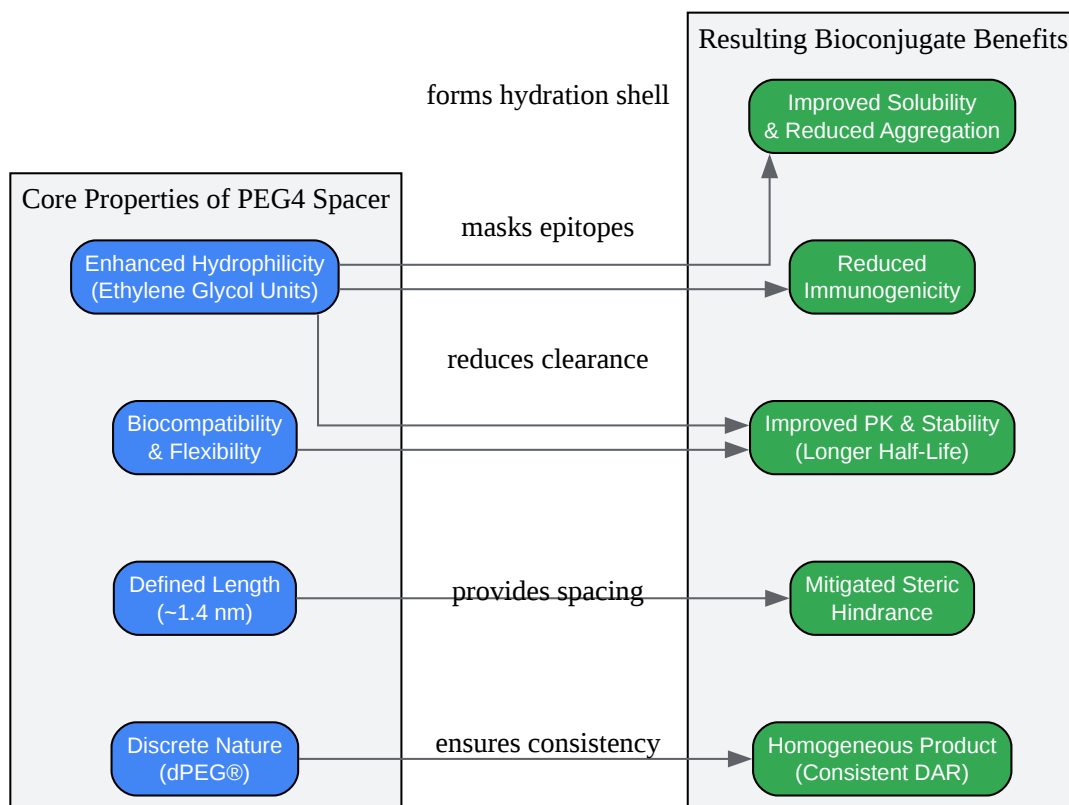 Resulting Bioconjugate Benefits
forms hydration shell
Improved Solubility
& Reduced Aggregation
Core Properties of PEG4 Spacer
masks epitopes
Enhanced Hydrophilicity
(Ethylene Glycol Units)
Reduced
Immunogenicity
reduces clearance
Biocompatibility
& Flexibility
Improved PK & Stability
(Longer Half-Life)
Defined Length
(~1.4 nm)
provides spacing
Mitigated Steric
Hindrance
Discrete Nature
(dPEG®)
ensures consistency
Homogeneous Product
(Consistent DAR)